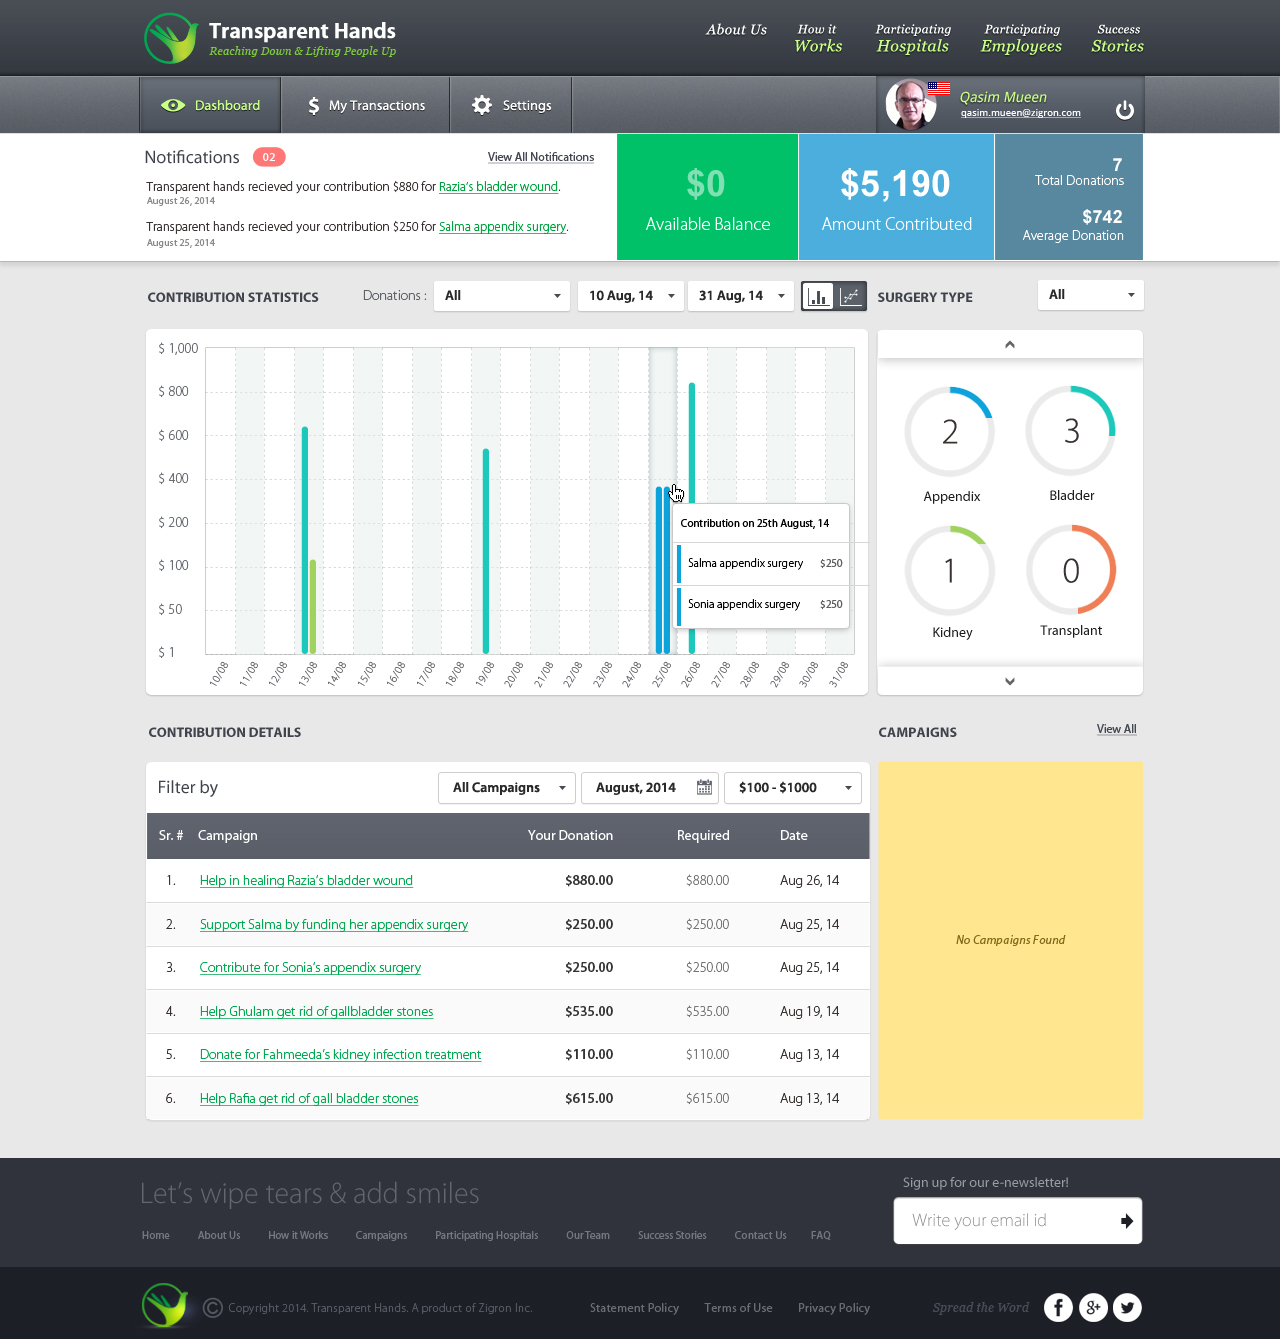 Transparent Hands
Reaching Down & Lifting People Up
About Us
How it
Works
Participating
Hospitals
Participating
Employees
Success
Stories
Dashboard
$ My Transactions
Settings
Qasim Mueen
qasim.mueen@zigron.com
Notifications 02
View All Notifications
Transparent hands recieved your contribution $880 for Razia's bladder wound.
August 26, 2014
Transparent hands recieved your contribution $250 for Salma appendix surgery.
August 25, 2014
$0
Available Balance
$5,190
Amount Contributed
7
Total Donations
$742
Average Donation
CONTRIBUTION STATISTICS
Donations : All
10 Aug, 14
31 Aug, 14
SURGERY TYPE
All
$ 1,000
$ 800
$ 600
$ 400
$ 200
$ 100
$ 50
$ 1
10/08
11/08
12/08
13/08
14/08
15/08
16/08
17/08
18/08
19/08
20/08
21/08
22/08
23/08
24/08
25/08
26/08
27/08
28/08
29/08
30/08
31/08
Contribution on 25th August, 14
Salma appendix surgery $250
Sonia appendix surgery $250
2
Appendix
3
Bladder
1
Kidney
0
Transplant
CONTRIBUTION DETAILS
Filter by
All Campaigns
August, 2014
$100 - $1000
Sr. # Campaign Your Donation Required Date
1. Help in healing Razia's bladder wound $880.00 $880.00 Aug 26, 14
2. Support Salma by funding her appendix surgery $250.00 $250.00 Aug 25, 14
3. Contribute for Sonia's appendix surgery $250.00 $250.00 Aug 25, 14
4. Help Ghulam get rid of gallbladder stones $535.00 $535.00 Aug 19, 14
5. Donate for Fahmeeda's kidney infection treatment $110.00 $110.00 Aug 13, 14
6. Help Rafia get rid of gall bladder stones $615.00 $615.00 Aug 13, 14
CAMPAIGNS
View All
No Campaigns Found
Let's wipe tears & add smiles
Home About Us How it Works Campaigns Participating Hospitals Our Team Success Stories Contact Us FAQ
Sign up for our e-newsletter!
Write your email id
© Copyright 2014. Transparent Hands. A product of Zigron Inc.
Statement Policy
Terms of Use
Privacy Policy
Spread the Word
f
g+